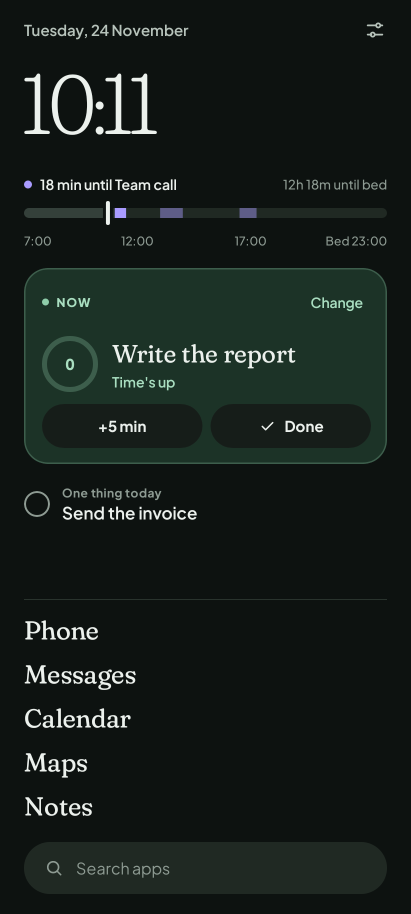 Tuesday, 24 November
10:11
18 min until Team call
12h 18m until bed
7:00
12:00
17:00
Bed 23:00
NOW
Change
0
Write the report
Time's up
+5 min
Done
One thing today
Send the invoice
Phone
Messages
Calendar
Maps
Notes
Search apps